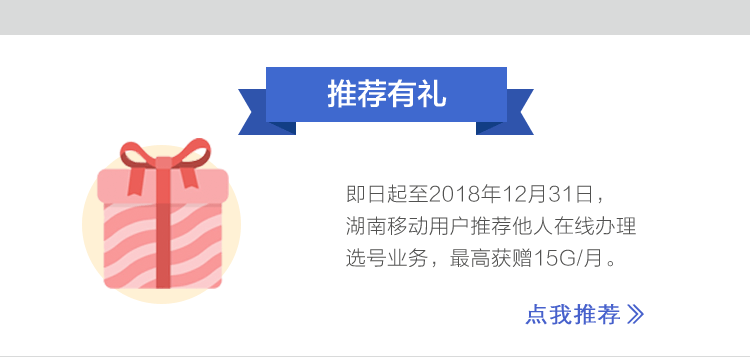 推荐有礼
即日起至2018年12月31日，
湖南移动用户推荐他人在线办理
选号业务，最高获赠15G/月。
点我推荐